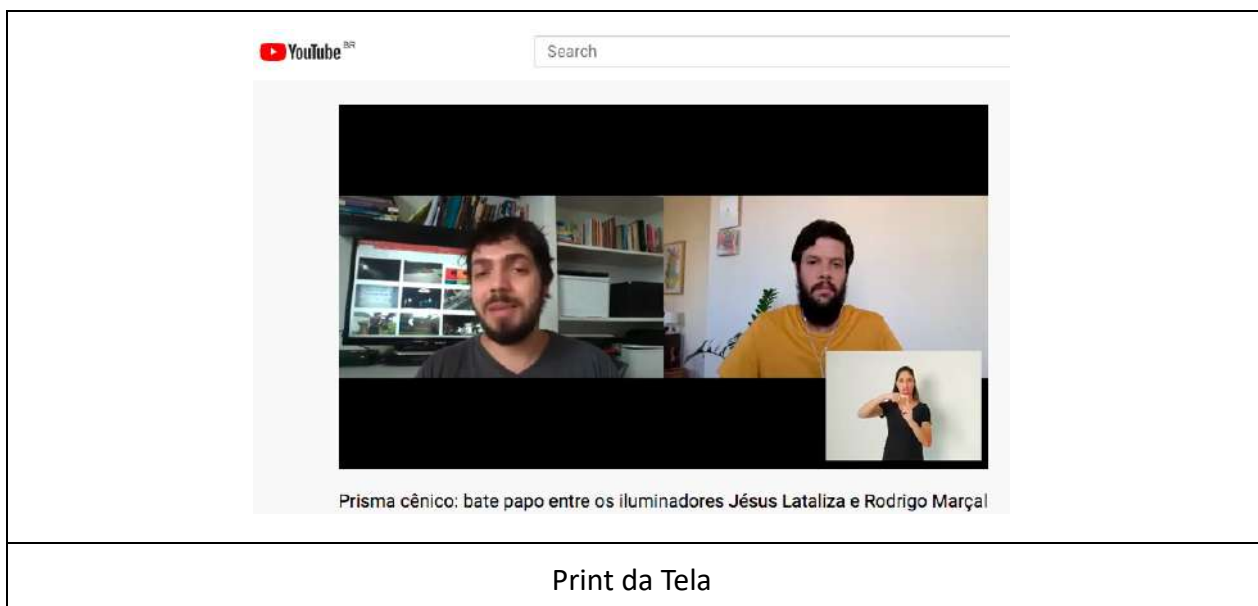 YouTube BR
Search
Prisma cênico: bate papo entre os iluminadores Jésus Lataliza e Rodrigo Marçal
Print da Tela